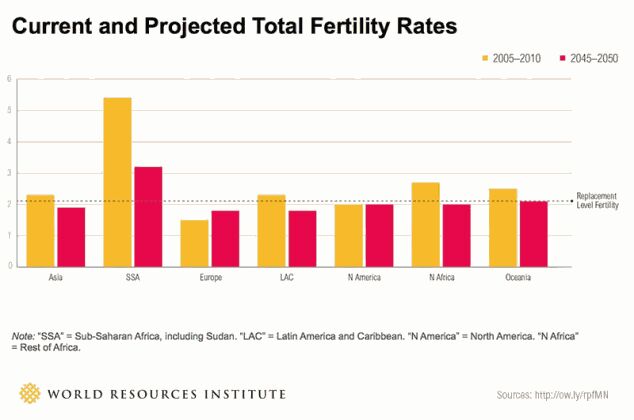 Current and Projected Total Fertility Rates
2005–2010 2045–2050
6
5
4
3
2
1
0
Replacement
Level Fertility
Asia SSA Europe LAC N America N Africa Oceania
Note: "SSA" = Sub-Saharan Africa, including Sudan. "LAC" = Latin America and Caribbean. "N America" = North America. "N Africa"
= Rest of Africa.
WORLD RESOURCES INSTITUTE
Sources: http://ow.ly/rpfMN